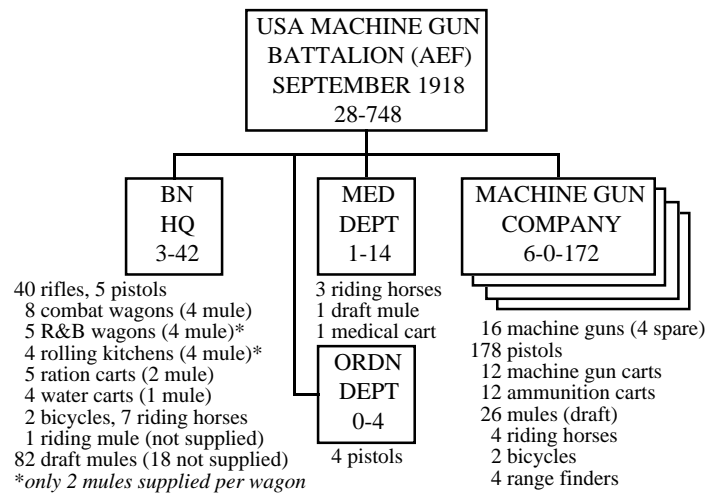 USA MACHINE GUN
BATTALION (AEF)
SEPTEMBER 1918
28-748
BN
HQ
3-42
40 rifles, 5 pistols
8 combat wagons (4 mule)
5 R&B wagons (4 mule)*
4 rolling kitchens (4 mule)*
5 ration carts (2 mule)
4 water carts (1 mule)
2 bicycles, 7 riding horses
1 riding mule (not supplied)
82 draft mules (18 not supplied)
*only 2 mules supplied per wagon
MED
DEPT
1-14
3 riding horses
1 draft mule
1 medical cart
ORDN
DEPT
0-4
4 pistols
MACHINE GUN
COMPANY
6-0-172
16 machine guns (4 spare)
178 pistols
12 machine gun carts
12 ammunition carts
26 mules (draft)
4 riding horses
2 bicycles
4 range finders